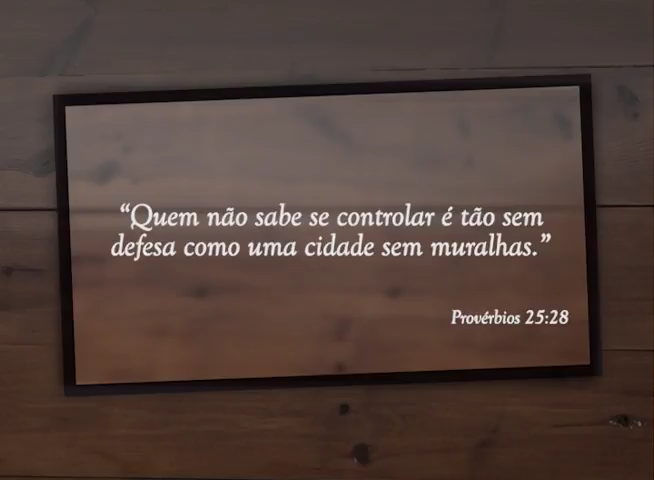 “Quem não sabe se controlar é tão sem
defesa como uma cidade sem muralhas.”
Provérbios 25:28